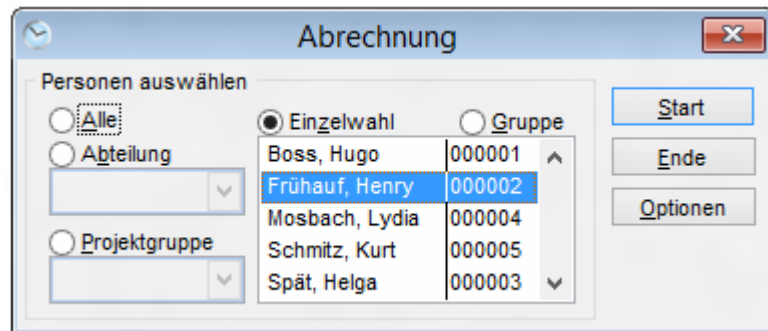 Abrechnung
Personen auswählen
Alle
Abteilung
Projektgruppe
Einzelwahl Gruppe
Boss, Hugo 000001
Frühauf, Henry 000002
Mosbach, Lydia 000004
Schmitz, Kurt 000005
Spät, Helga 000003
Start
Ende
Optionen